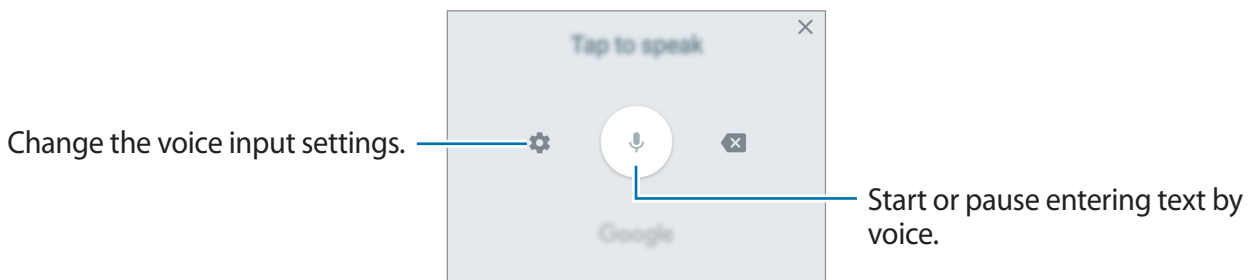 Tap to speak
Change the voice input settings.
Start or pause entering text by
voice.
Google